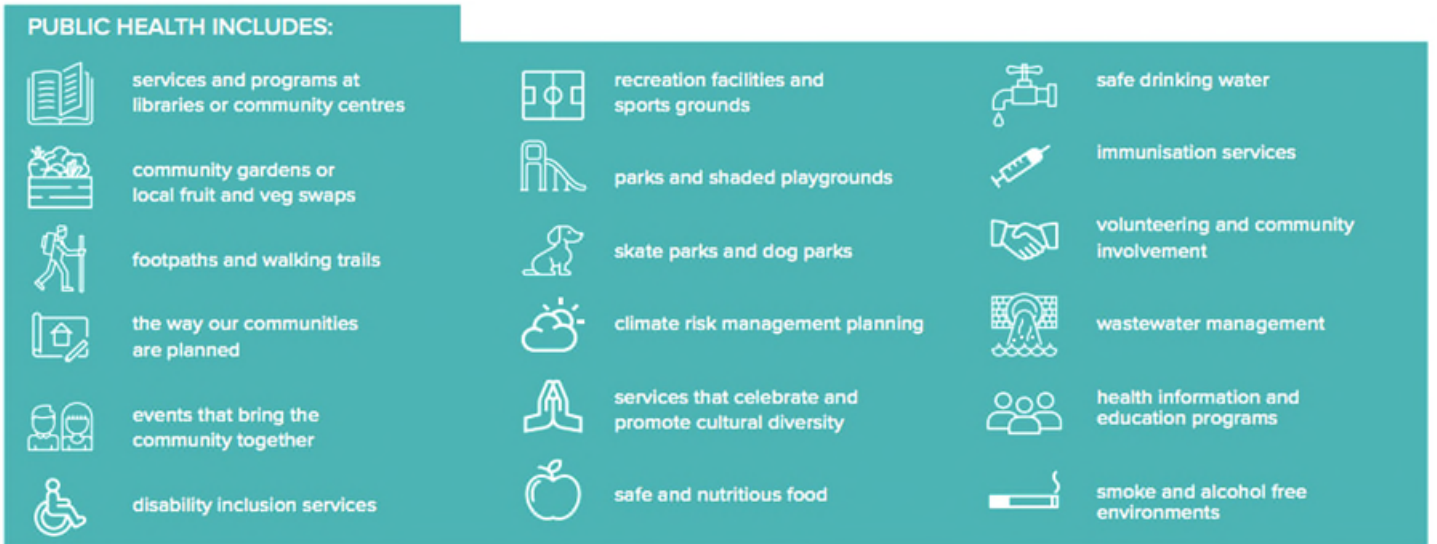 PUBLIC HEALTH INCLUDES:
services and programs at
libraries or community centres
community gardens or
local fruit and veg swaps
footpaths and walking trails
the way our communities
are planned
events that bring the
community together
disability inclusion services
recreation facilities and
sports grounds
parks and shaded playgrounds
skate parks and dog parks
climate risk management planning
services that celebrate and
promote cultural diversity
safe and nutritious food
safe drinking water
immunisation services
volunteering and community
involvement
wastewater management
health information and
education programs
smoke and alcohol free
environments